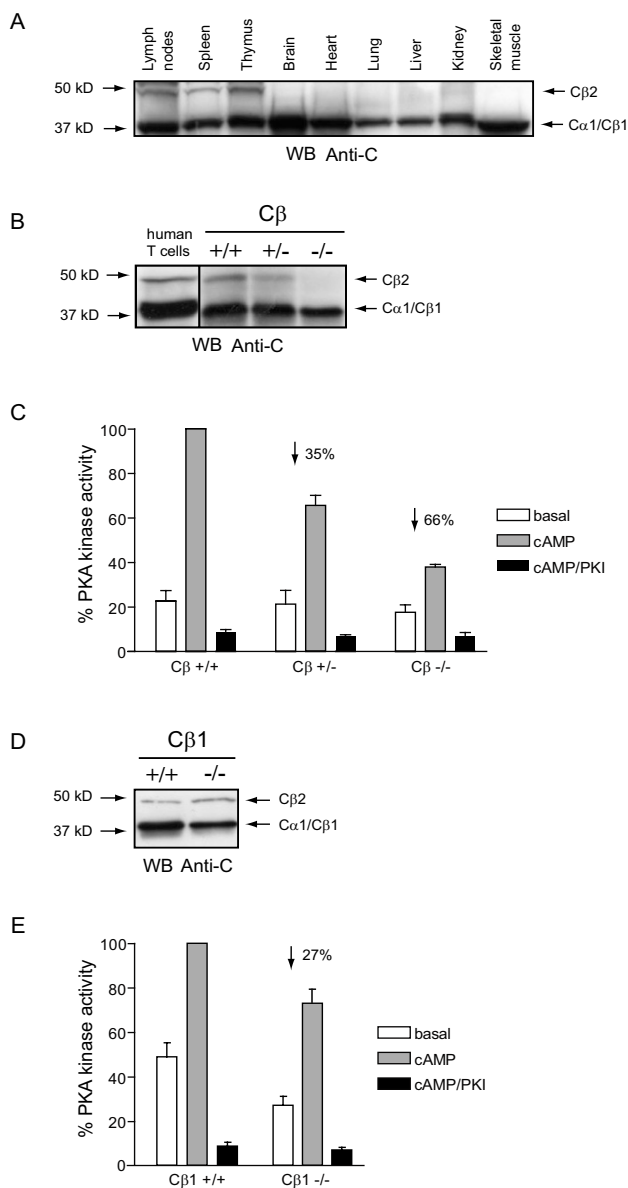 A
Lymph nodes
Spleen
Thymus
Brain
Heart
Lung
Liver
Kidney
Skeletal muscle
50 kD
Cβ2
37 kD
Cα1/Cβ1
WB Anti-C
B
human T cells
Cβ
+/+ +/- -/-
50 kD
Cβ2
37 kD
Cα1/Cβ1
WB Anti-C
C
% PKA kinase activity
100
80
60
40
20
0
35%
66%
basal
cAMP
cAMP/PKI
Cβ +/+
Cβ +/-
Cβ -/-
D
Cβ1
+/+ -/-
50 kD
Cβ2
37 kD
Cα1/Cβ1
WB Anti-C
E
% PKA kinase activity
100
80
60
40
20
0
27%
basal
cAMP
cAMP/PKI
Cβ1 +/+
Cβ1 -/-